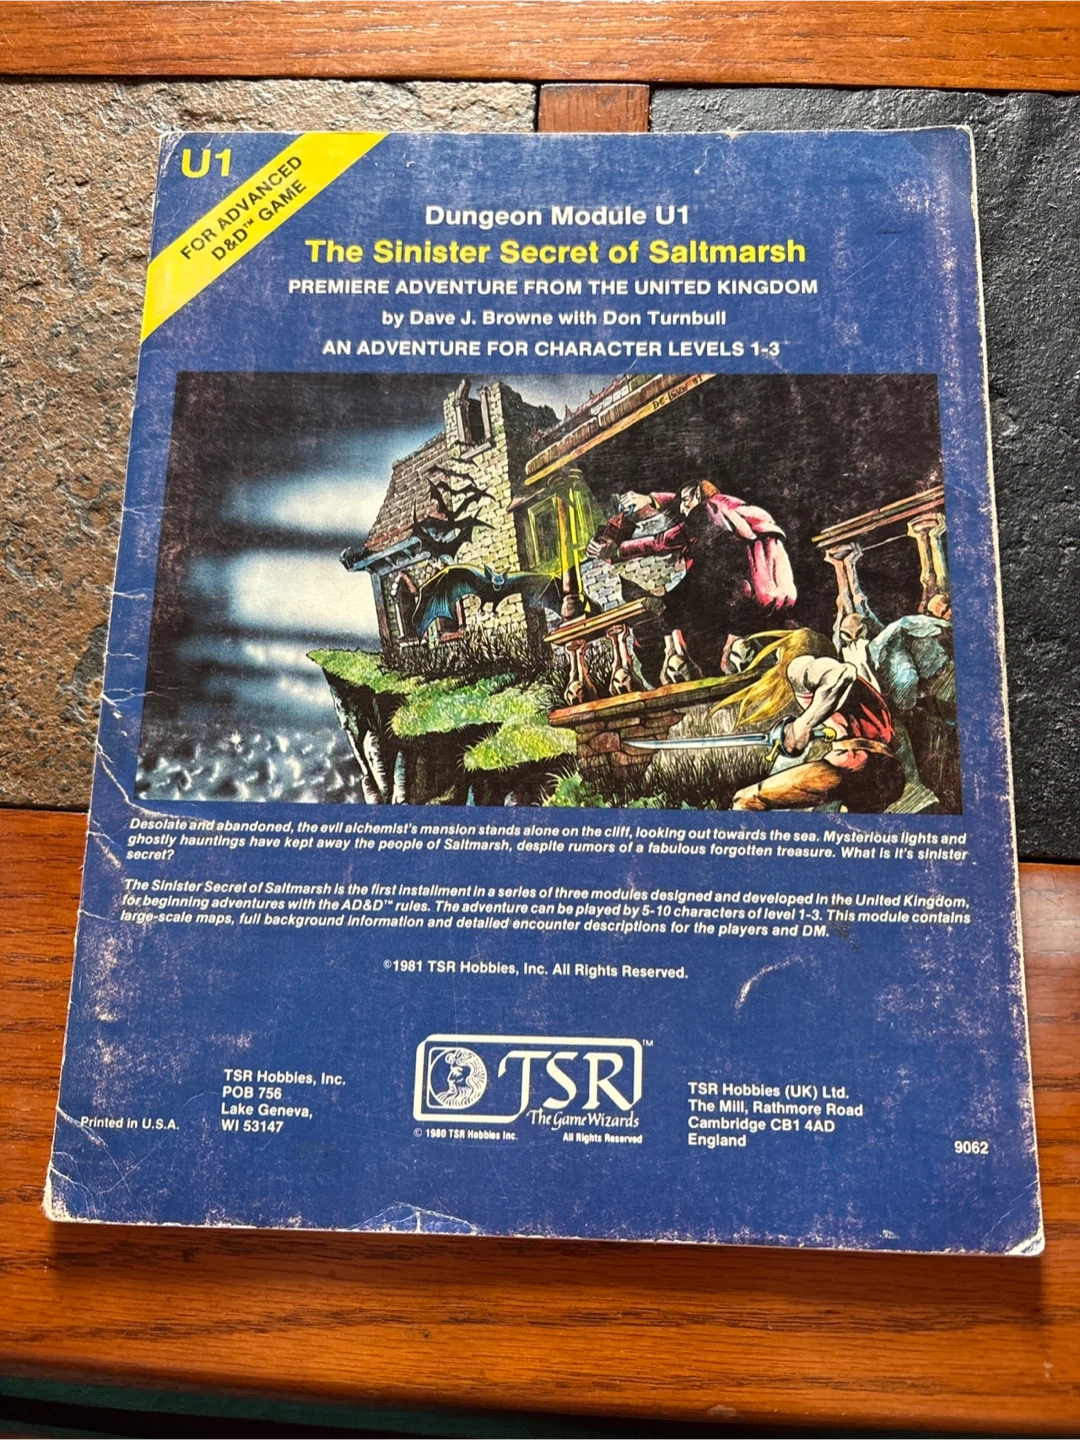 U1
FOR ADVANCED
D&D™ GAME
Dungeon Module U1
The Sinister Secret of Saltmarsh
PREMIERE ADVENTURE FROM THE UNITED KINGDOM
by Dave J. Browne with Don Turnbull
AN ADVENTURE FOR CHARACTER LEVELS 1-3
Desolate and abandoned, the evil alchemist's mansion stands alone on the cliff, looking out towards the sea. Mysterious lights and
ghostly hauntings have kept away the people of Saltmarsh, despite rumors of a fabulous forgotten treasure. What is it's sinister
secret?
The Sinister Secret of Saltmarsh is the first installment in a series of three modules designed and developed in the United Kingdom,
for beginning adventures with the AD&D™ rules. The adventure can be played by 5-10 characters of level 1-3. This module contains
large-scale maps, full background information and detailed encounter descriptions for the players and DM.
©1981 TSR Hobbies, Inc. All Rights Reserved.
TSR™
The Game Wizards
© 1980 TSR Hobbies Inc. All Rights Reserved
Printed in U.S.A.
TSR Hobbies, Inc.
POB 756
Lake Geneva,
WI 53147
TSR Hobbies (UK) Ltd.
The Mill, Rathmore Road
Cambridge CB1 4AD
England
9062